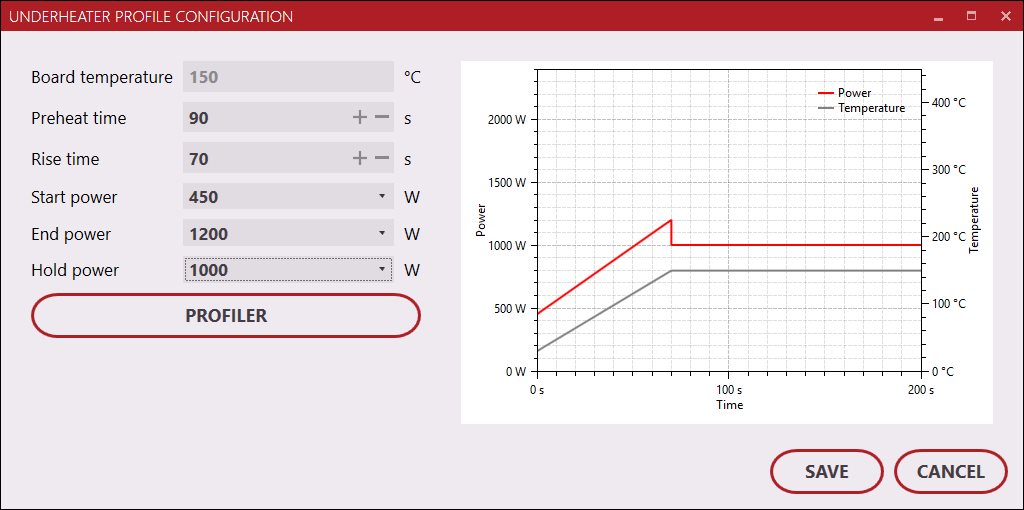 UNDERHEATER PROFILE CONFIGURATION
Board temperature 150 °C
Preheat time 90 s
Rise time 70 s
Start power 450 W
End power 1200 W
Hold power 1000 W
PROFILER
Power
Temperature
2000 W
1500 W
1000 W
500 W
0 W
Power
400 °C
300 °C
200 °C
100 °C
0 °C
Temperature
0 s 100 s 200 s
Time
SAVE CANCEL